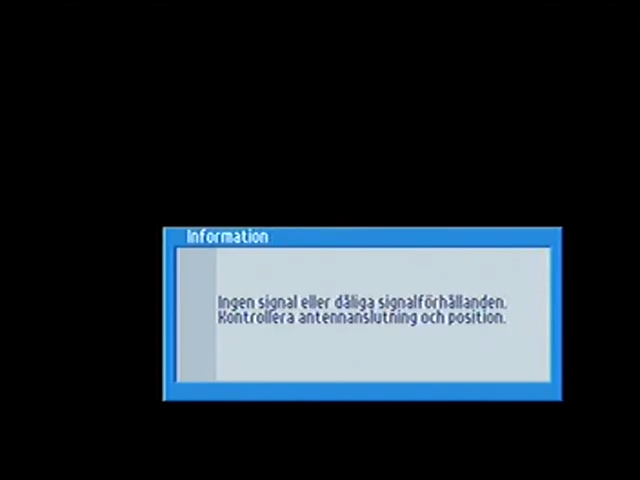 Information
Ingen signal eller dåliga signalförhållanden.
Kontrollera antennanslutning och position.